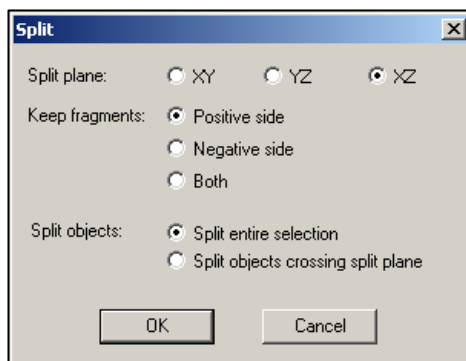 Split
Split plane: XY YZ XZ
Keep fragments: Positive side
Negative side
Both
Split objects: Split entire selection
Split objects crossing split plane
OK Cancel